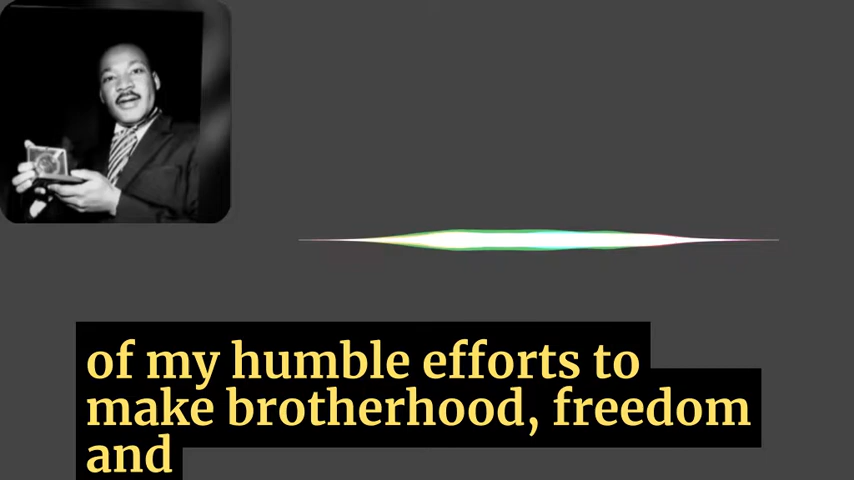 of my humble efforts to
make brotherhood, freedom
and